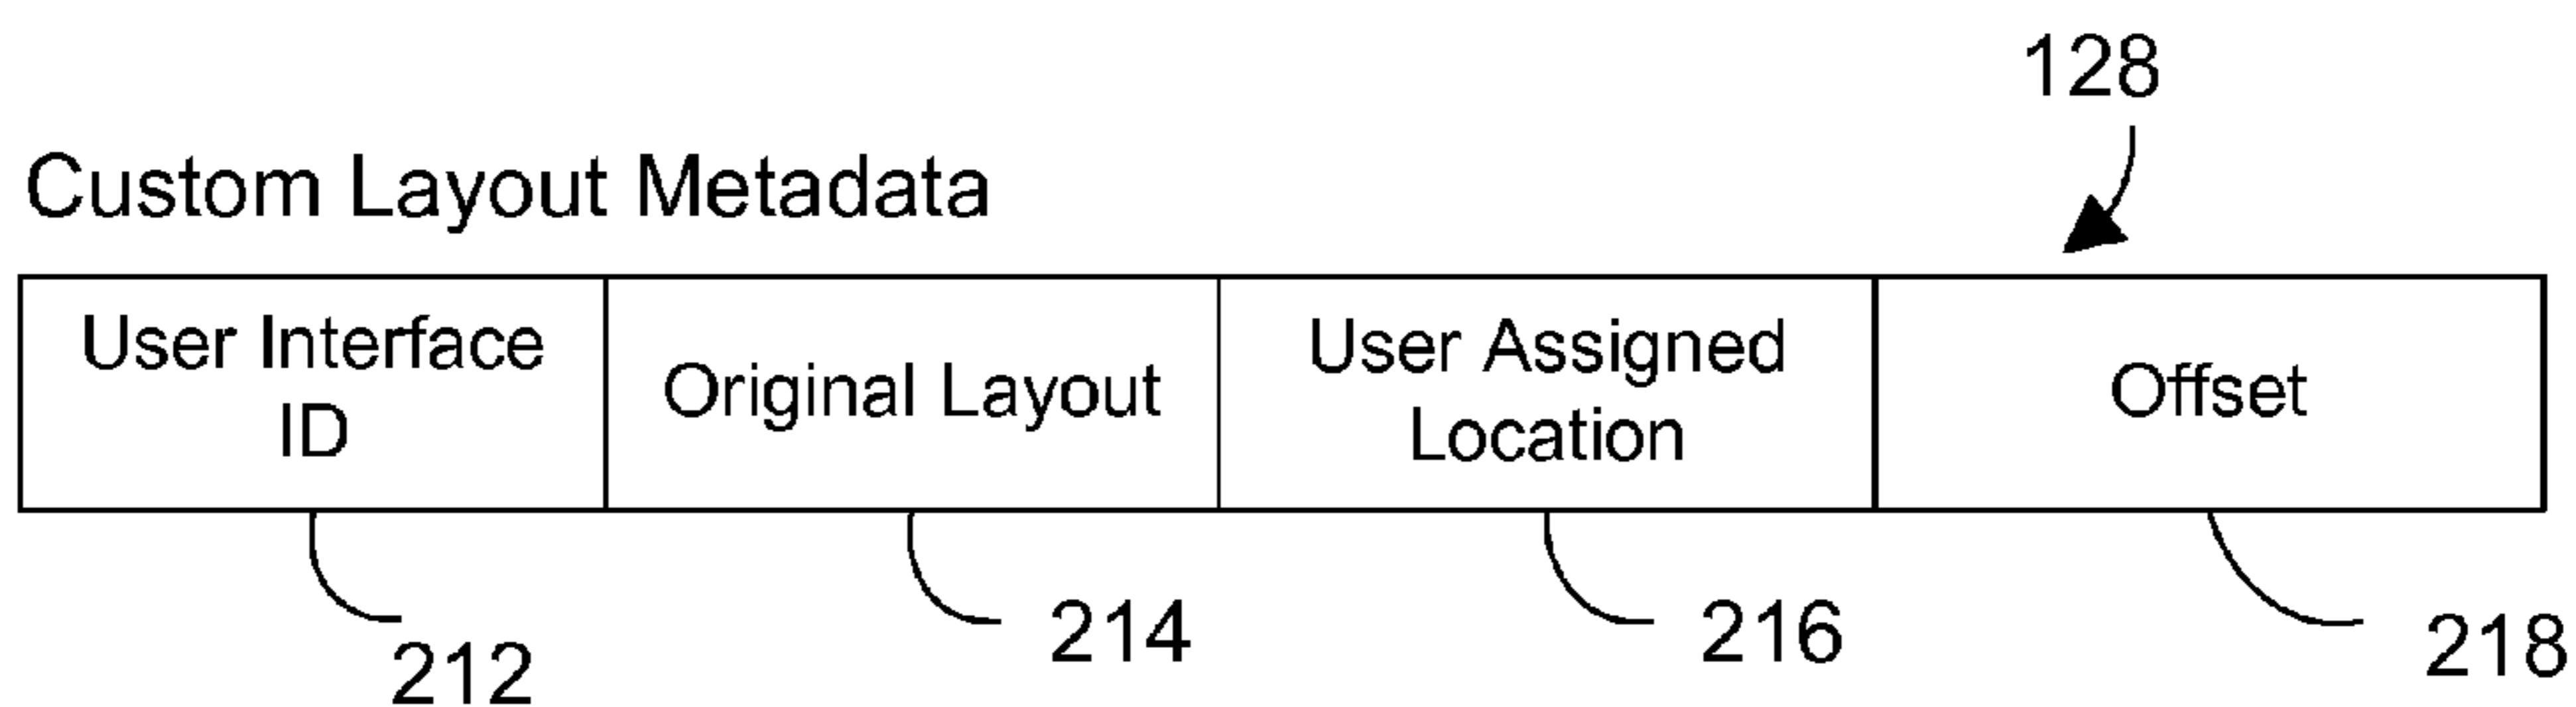 128
Custom Layout Metadata
User Interface
ID
Original Layout
User Assigned
Location
Offset
212
214
216
218